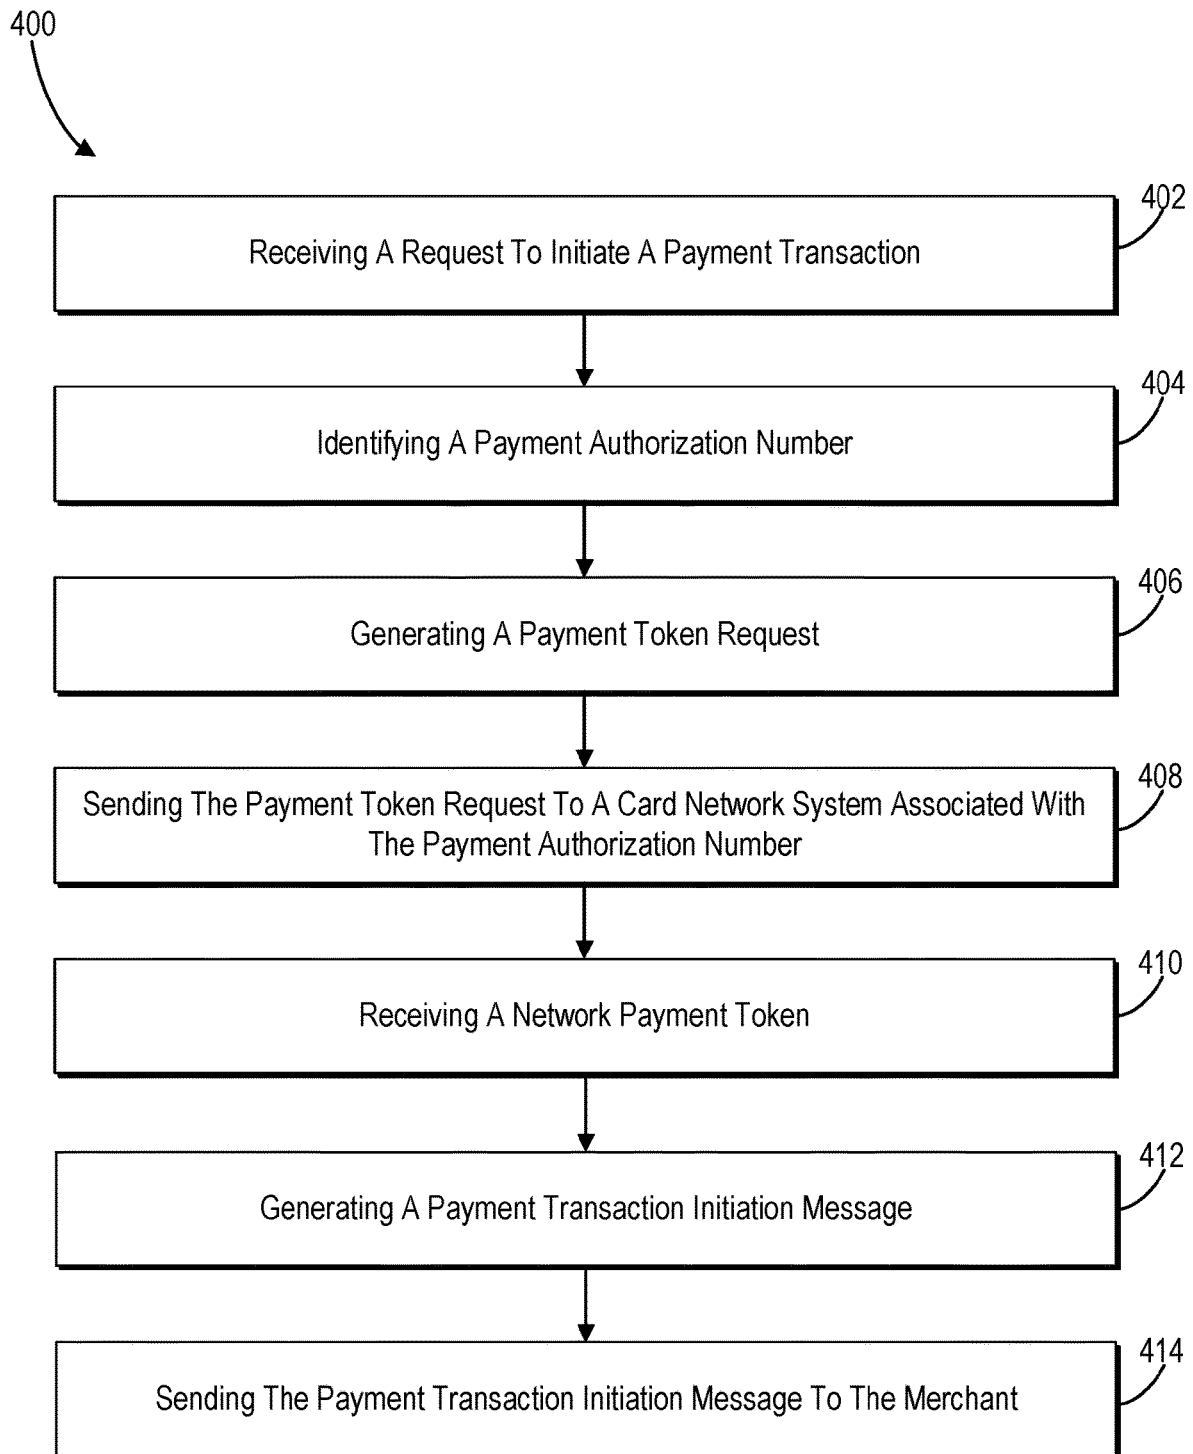 400
402
Receiving A Request To Initiate A Payment Transaction
404
Identifying A Payment Authorization Number
406
Generating A Payment Token Request
408
Sending The Payment Token Request To A Card Network System Associated With
The Payment Authorization Number
410
Receiving A Network Payment Token
412
Generating A Payment Transaction Initiation Message
414
Sending The Payment Transaction Initiation Message To The Merchant